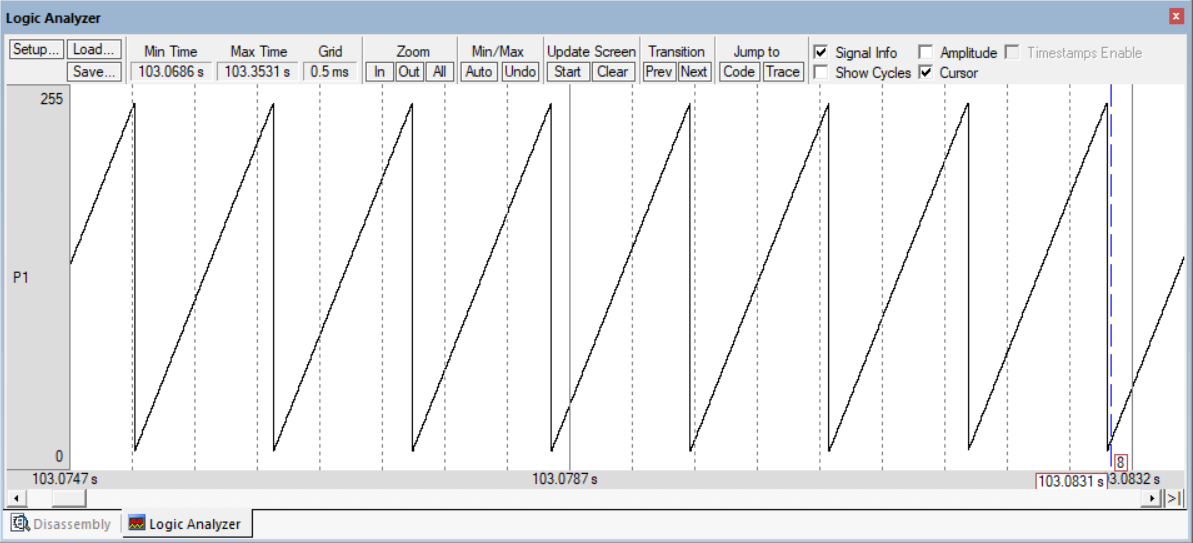 Logic Analyzer
Setup... Load... Min Time Max Time Grid Zoom Min/Max Update Screen Transition Jump to Signal Info Amplitude Timestamps Enable
Save... 103.0686 s 103.3531 s 0.5 ms In Out All Auto Undo Start Clear Prev Next Code Trace Show Cycles Cursor
255
P1
0
8
103.0747 s 103.0787 s 103.0831 s 3.0832 s
>|
Disassembly Logic Analyzer